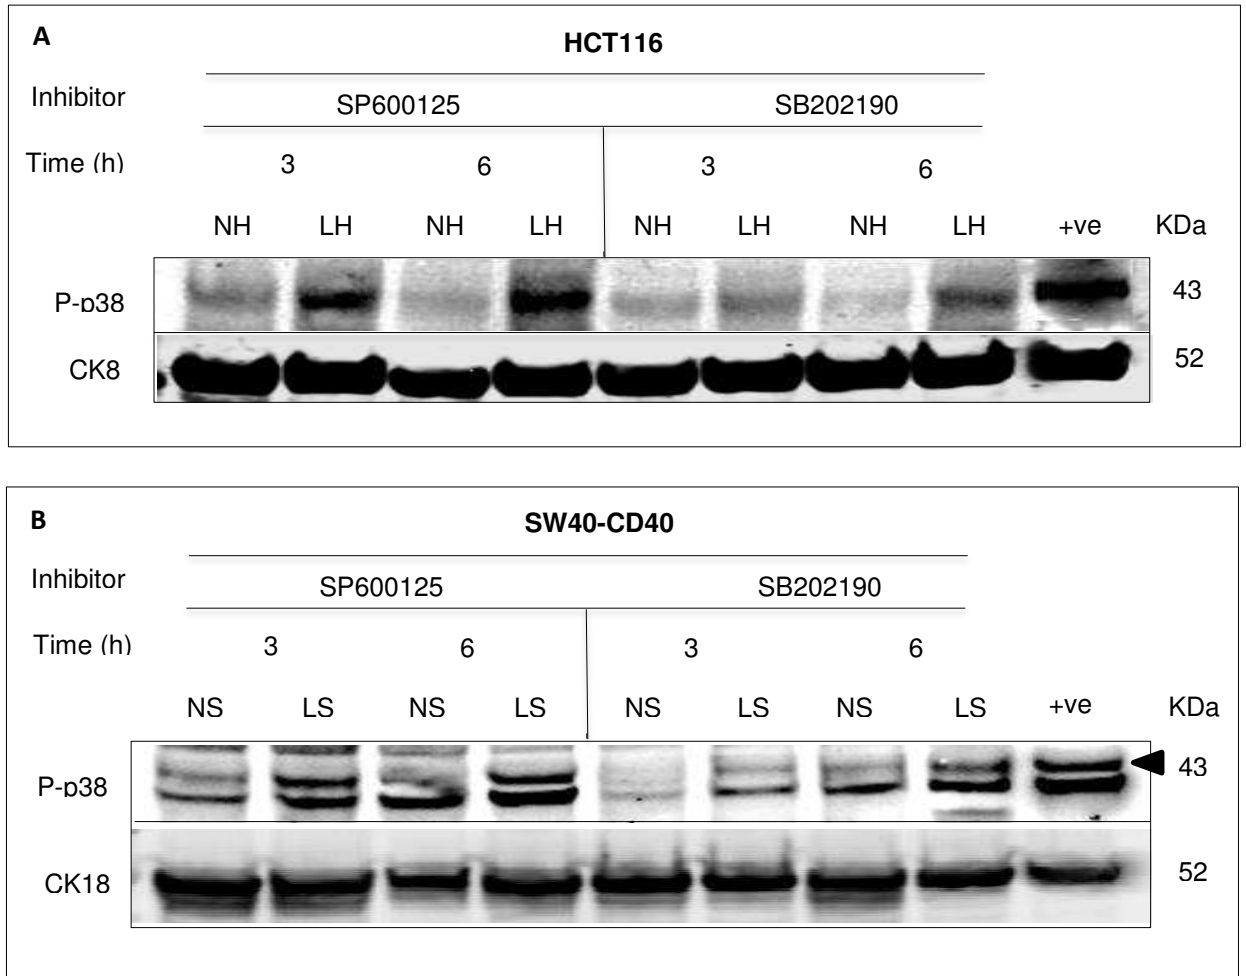 A
HCT116
Inhibitor
SP600125 SB202190
Time (h) 3 6 3 6
NH LH NH LH NH LH NH LH +ve KDa
P-p38 43
CK8 52
B
SW40-CD40
Inhibitor
SP600125 SB202190
Time (h) 3 6 3 6
NS LS NS LS NS LS NS LS +ve KDa
P-p38 43
CK18 52